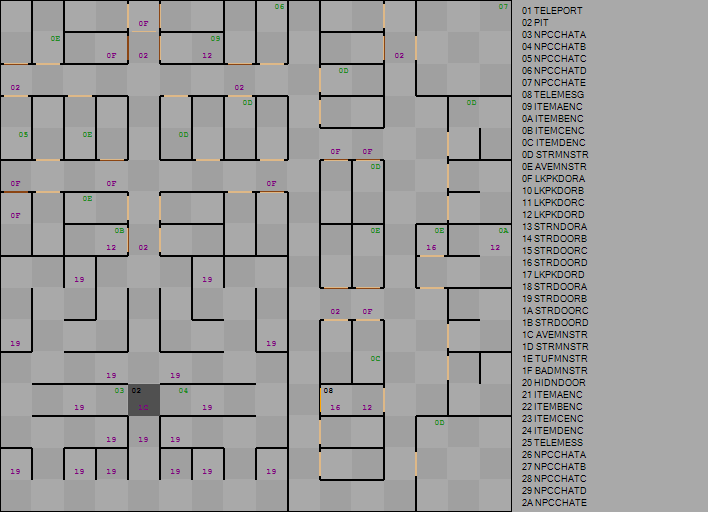 06 07
0F
0E 09
0F 02 12 02
0D
02 02
0D 0D
05 0E 0D
0F 0F
0D
0F 0F 0F
0E
0F
0B 0E 0E 0A
12 02 16 12
19 19
02 0F
19 19
0C
19 19
03 02 04 08
19 19 16 12
0D
19 19 19
19 19 19 19 19 19
01 TELEPORT
02 PIT
03 NPCCHATA
04 NPCCHATB
05 NPCCHATC
06 NPCCHATD
07 NPCCHATE
08 TELEMESG
09 ITEMAENC
0A ITEMBENC
0B ITEMCENC
0C ITEMDENC
0D STRMNSTR
0E AVEMNSTR
0F LKPKDORA
10 LKPKDORB
11 LKPKDORC
12 LKPKDORD
13 STRNDORA
14 STRDOORB
15 STRDOORC
16 STRDOORD
17 LKPKDORD
18 STRDOORA
19 STRDOORB
1A STRDOORC
1B STRDOORD
1C AVEMNSTR
1D STRMNSTR
1E TUFMNSTR
1F BADMNSTR
20 HIDNDOOR
21 ITEMAENC
22 ITEMBENC
23 ITEMCENC
24 ITEMDENC
25 TELEMESS
26 NPCCHATA
27 NPCCHATB
28 NPCCHATC
29 NPCCHATD
2A NPCCHATE